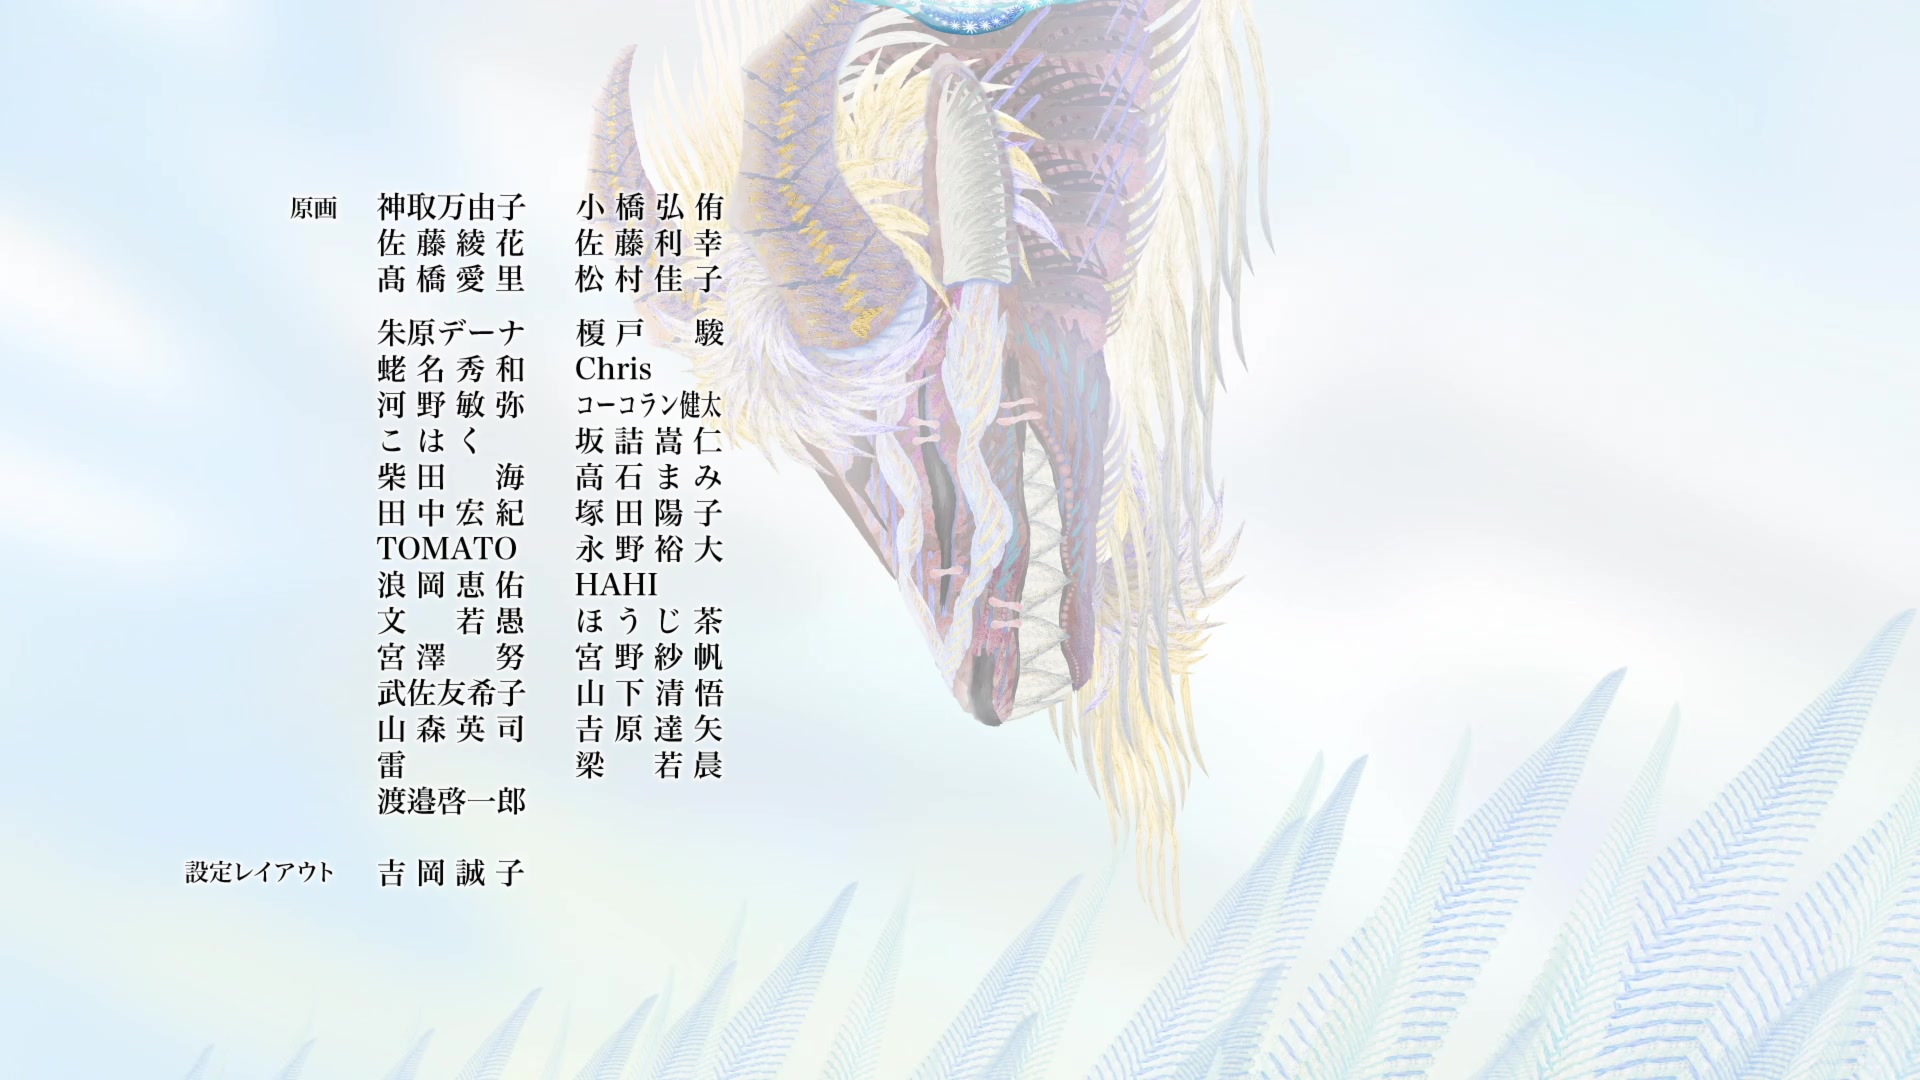 原画 神取万由子 小橋弘侑
佐藤綾花 佐藤利幸
髙橋愛里 松村佳子
朱原デーナ 榎戸 駿
蛯名秀和 Chris
河野敏弥 コーコラン健太
こはく 坂詰嵩仁
柴田 海 高石まみ
田中宏紀 塚田陽子
TOMATO 永野裕大
浪岡恵佑 HAHI
文 若愚 ほうじ茶
宮澤 努 宮野紗帆
武佐友希子 山下清悟
山森英司 𠮷原達矢
雷 梁 若晨
渡邉啓一郎
設定レイアウト 吉岡誠子